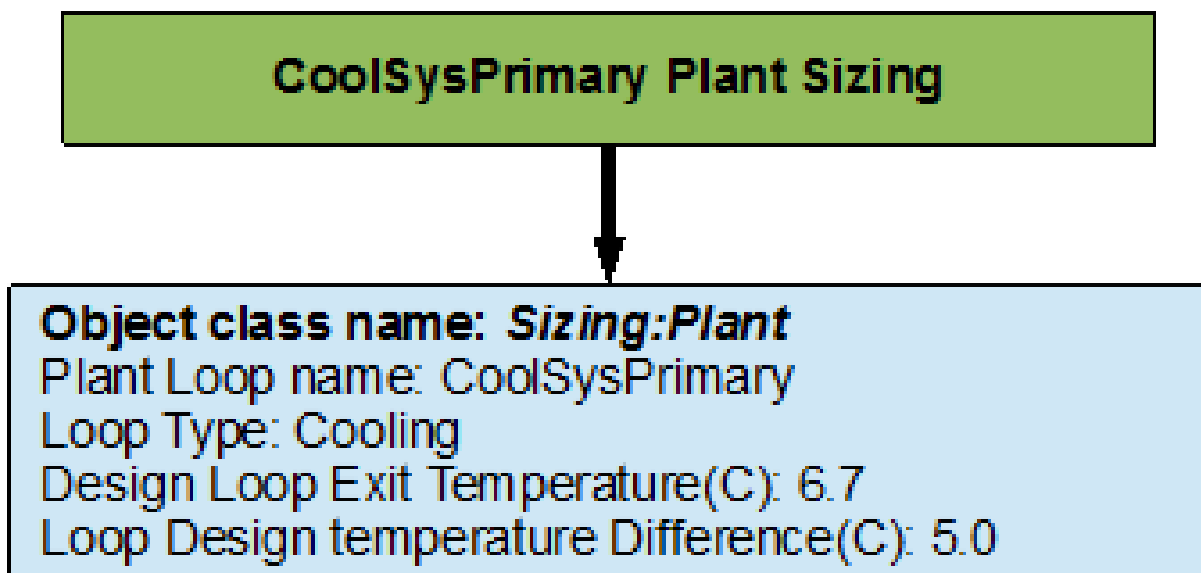 CoolSysPrimary Plant Sizing
Object class name: Sizing:Plant
Plant Loop name: CoolSysPrimary
Loop Type: Cooling
Design Loop Exit Temperature(C): 6.7
Loop Design temperature Difference(C): 5.0